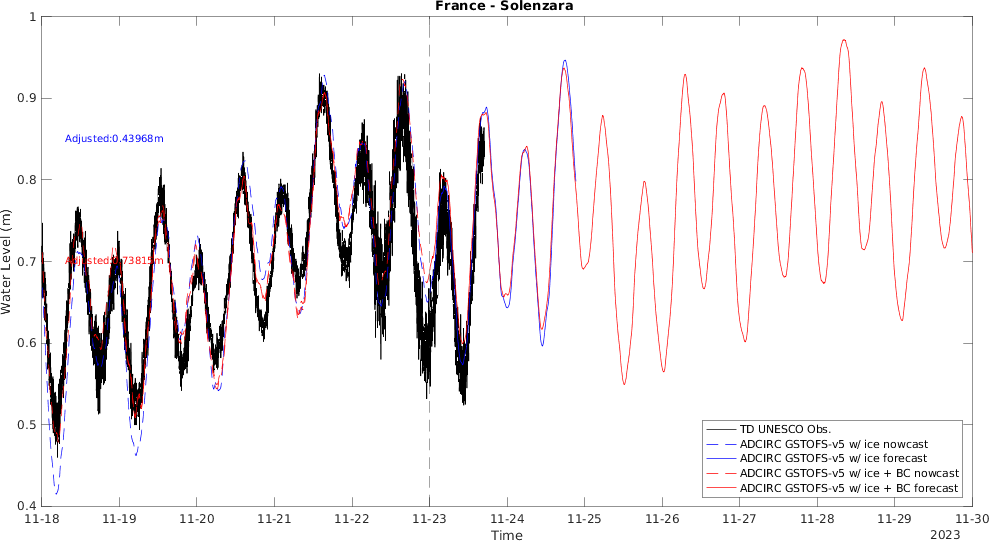 France - Solenzara
Water Level (m)
1
0.9
0.8
0.7
0.6
0.5
0.4
Adjusted:0.43968m
11-18
11-19
11-20
11-21
11-22
11-23
11-24
11-25
11-26
11-27
11-28
11-29
11-30
Time
2023
TD UNESCO Obs.
ADCIRC GSTOFS-v5 w/ ice nowcast
ADCIRC GSTOFS-v5 w/ ice forecast
ADCIRC GSTOFS-v5 w/ ice + BC nowcast
ADCIRC GSTOFS-v5 w/ ice + BC forecast